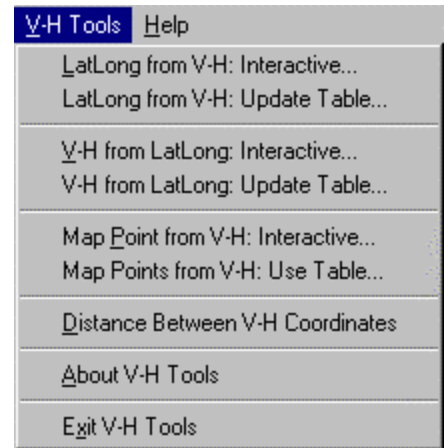 V-H Tools Help
LatLong from V-H: Interactive...
LatLong from V-H: Update Table...
V-H from LatLong: Interactive...
V-H from LatLong: Update Table...
Map Point from V-H: Interactive...
Map Points from V-H: Use Table...
Distance Between V-H Coordinates
About V-H Tools
Exit V-H Tools